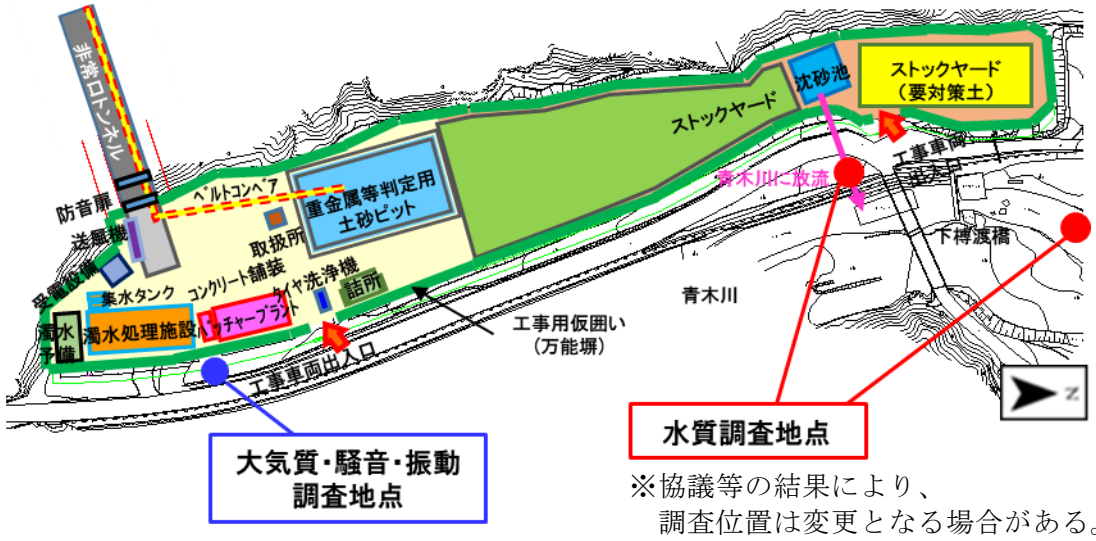 非常口トンネル
沈砂池
ストックヤード
（要対策土）
ストックヤード
工事車両
出入口
青木川に放流
ベルトコンベア
重金属等判定用
土砂ピット
防音扉
送風機
取扱所
下榑渡橋
受電設備
コンクリート舗装
タイヤ洗浄機
詰所
集水タンク
青木川
濁水
予備
濁水処理施設
バッチャープラント
工事用仮囲い
（万能塀）
工事車両出入口
N
大気質・騒音・振動
調査地点
水質調査地点
※協議等の結果により、
調査位置は変更となる場合がある。